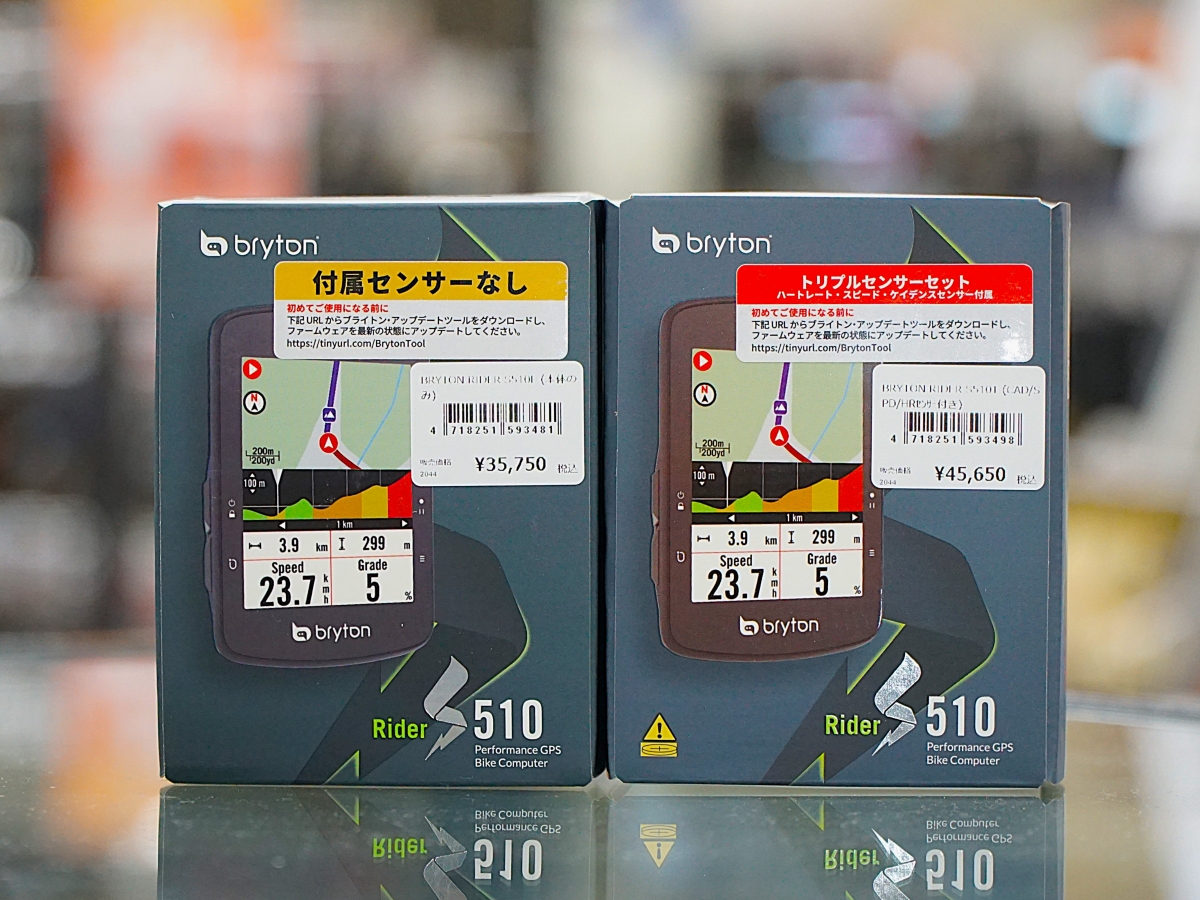 bryton
付属センサーなし
初めてご使用になる前に
下記URLからブライトン・アップデートツールをダウンロードし、
ファームウェアを最新の状態にアップデートしてください。
https://tinyurl.com/BrytonTool
BRYTON RIDER S510E (本体の
み)
4 718251 593481
販売価格 ¥35,750 税込
2044
N
200m
200yd
100 m
1 km
3.9 km 299 m
Speed Grade
23.7 kmh 5 %
bryton
Rider S 510
Performance GPS
Bike Computer
bryton
トリプルセンサーセット
ハートレート・スピード・ケイデンスセンサー付属
初めてご使用になる前に
下記URLからブライトン・アップデートツールをダウンロードし、
ファームウェアを最新の状態にアップデートしてください。
https://tinyurl.com/BrytonTool
BRYTON RIDER S510T (CAD/S
PD/HRセンサー付き)
4 718251 593498
販売価格 ¥45,650 税込
2044
N
200m
200yd
100 m
1 km
3.9 km 299 m
Speed Grade
23.7 kmh 5 %
bryton
Rider S 510
Performance GPS
Bike Computer